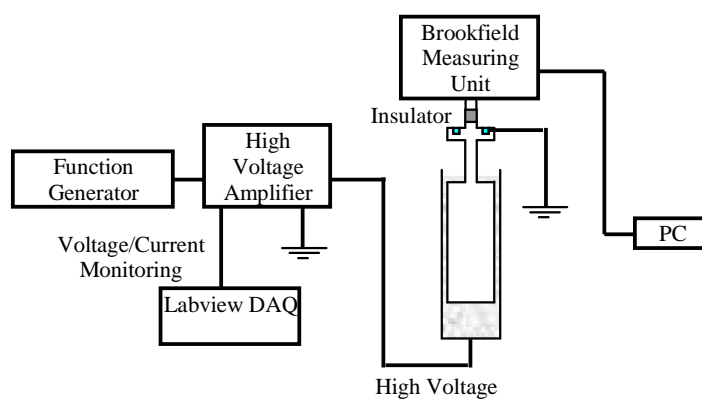 Brookfield
Measuring
Unit
Insulator
High
Voltage
Amplifier
Function
Generator
PC
Voltage/Current
Monitoring
Labview DAQ
High Voltage